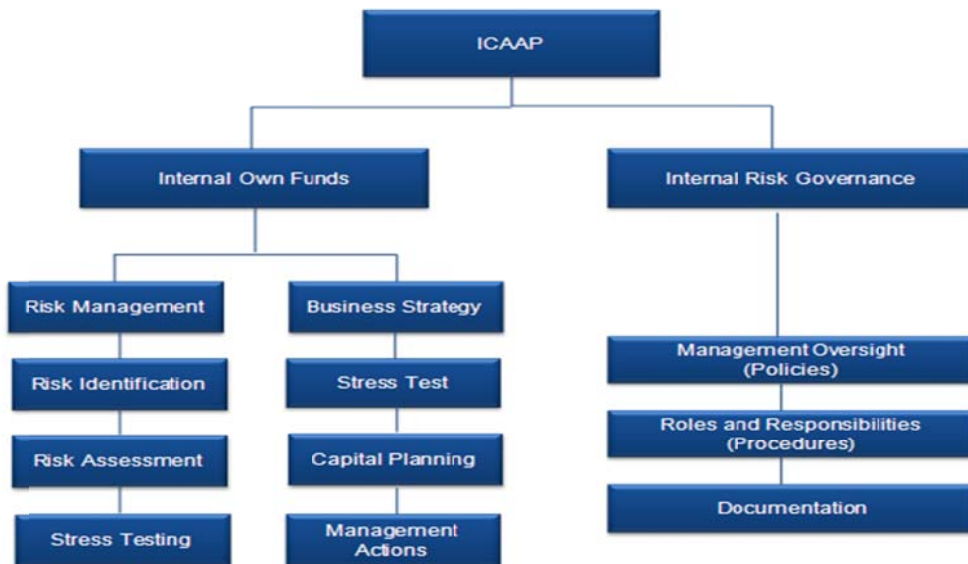 ICAAP
Internal Own Funds
Internal Risk Governance
Risk Management
Business Strategy
Risk Identification
Stress Test
Management Oversight
(Policies)
Risk Assessment
Capital Planning
Roles and Responsibilities
(Procedures)
Stress Testing
Management
Actions
Documentation